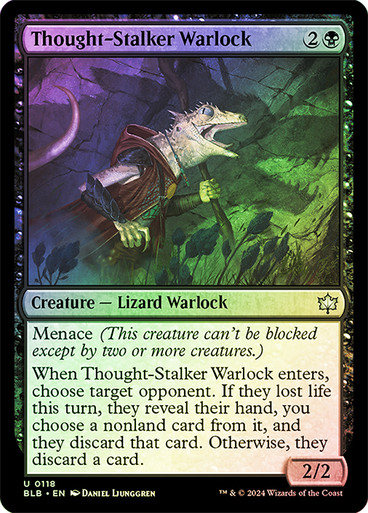 Thought-Stalker Warlock 2
Creature — Lizard Warlock
Menace (This creature can't be blocked
except by two or more creatures.)
When Thought-Stalker Warlock enters,
choose target opponent. If they lost life
this turn, they reveal their hand, you
choose a nonland card from it, and
they discard that card. Otherwise, they
discard a card.
2/2
U 0118
BLB • EN Daniel Ljunggren ™ & © 2024 Wizards of the Coast